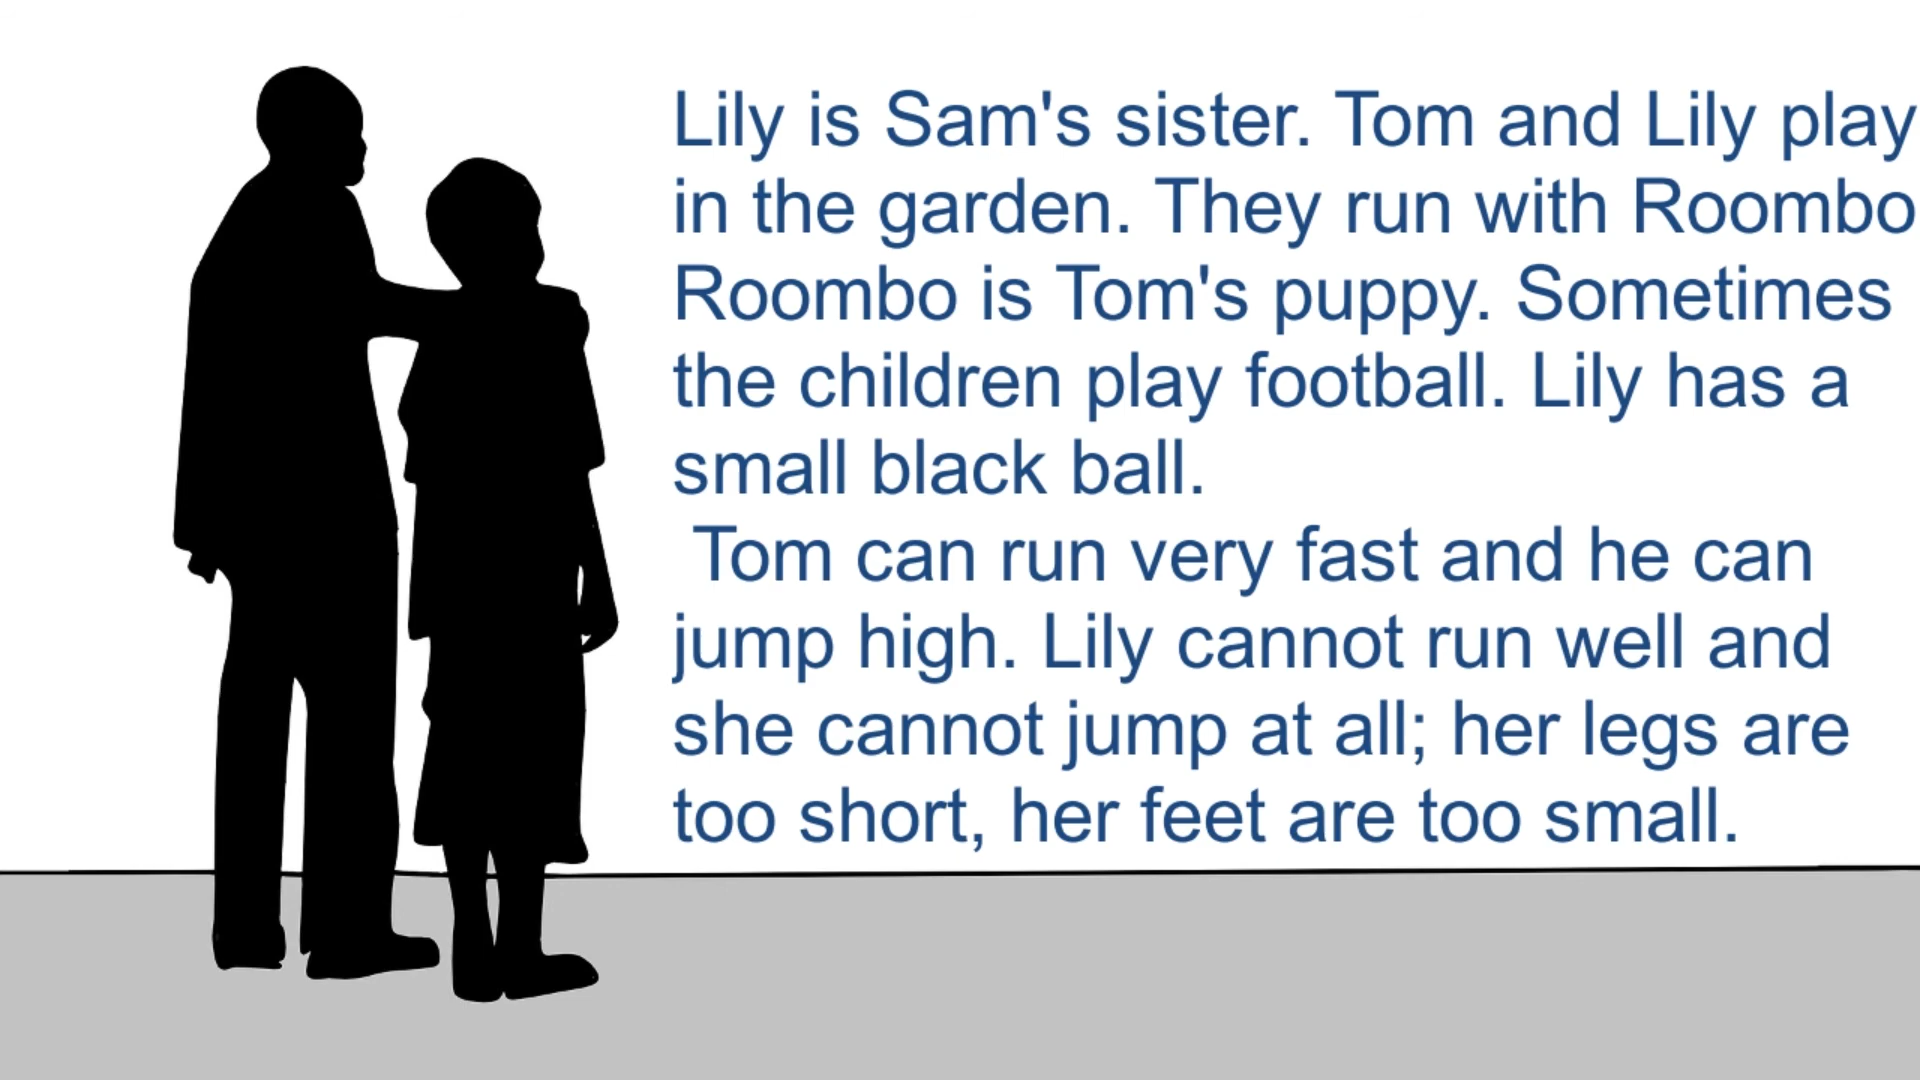 Lily is Sam's sister. Tom and Lily play
in the garden. They run with Roombo
Roombo is Tom's puppy. Sometimes
the children play football. Lily has a
small black ball.
Tom can run very fast and he can
jump high. Lily cannot run well and
she cannot jump at all; her legs are
too short, her feet are too small.